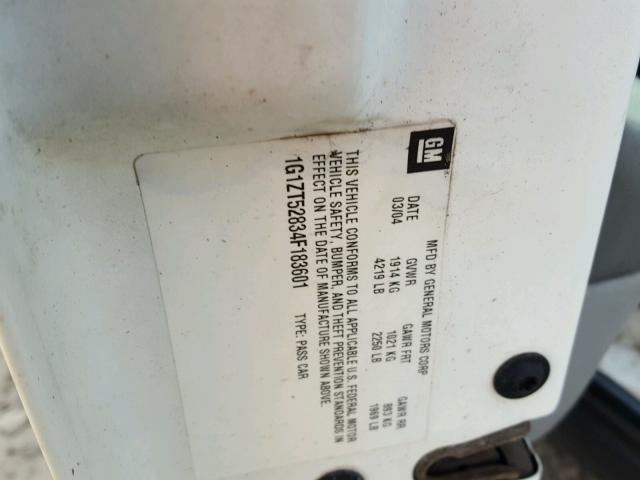 GM
MFD BY GENERAL MOTORS CORP
DATE GVWR GAWR FRT GAWR RR
03/04 1914 KG 1021 KG 893 KG
4219 LB 2250 LB 1969 LB
THIS VEHICLE CONFORMS TO ALL APPLICABLE U.S. FEDERAL MOTOR
VEHICLE SAFETY, BUMPER, AND THEFT PREVENTION STANDARDS IN
EFFECT ON THE DATE OF MANUFACTURE SHOWN ABOVE.
1G1ZT52834F183601 TYPE: PASS CAR